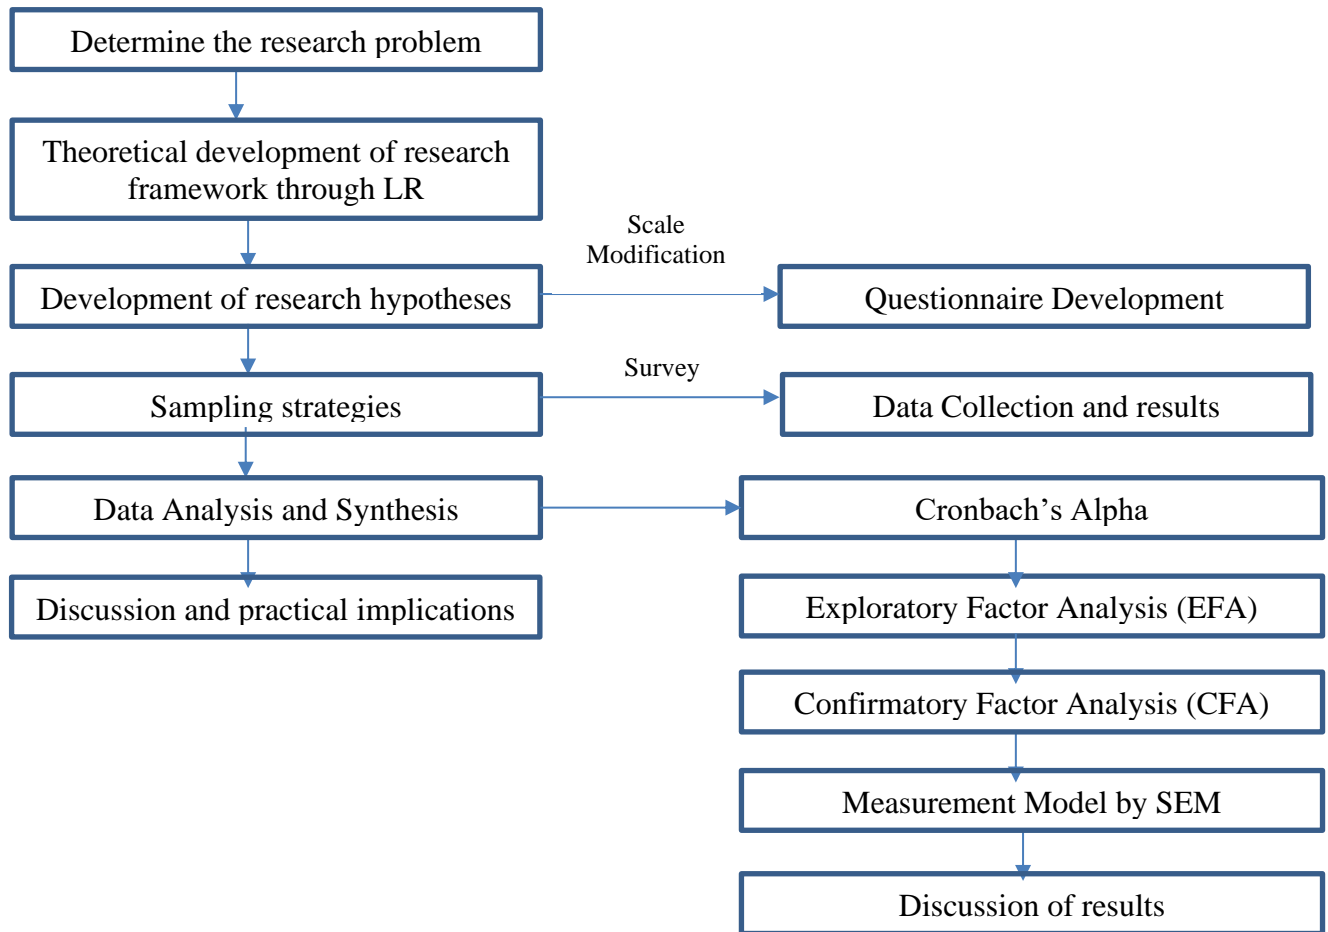 Determine the research problem
Theoretical development of research
framework through LR
Scale
Modification
Development of research hypotheses
Questionnaire Development
Survey
Sampling strategies
Data Collection and results
Data Analysis and Synthesis
Cronbach’s Alpha
Discussion and practical implications
Exploratory Factor Analysis (EFA)
Confirmatory Factor Analysis (CFA)
Measurement Model by SEM
Discussion of results